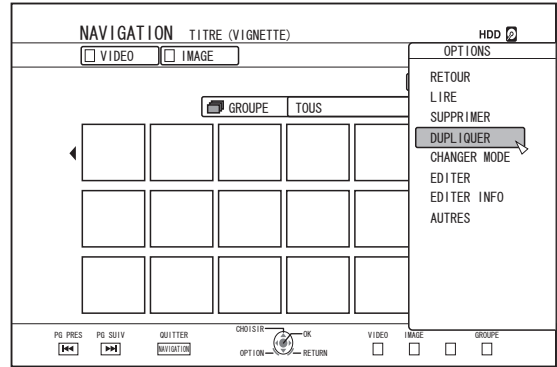 NAVIGATION TITRE (VIGNETTE) HDD
VIDEO IMAGE
OPTIONS
RETOUR
LIRE
SUPPRIMER
DUPLIQUER
CHANGER MODE
EDITER
EDITER INFO
AUTRES
GROUPE TOUS
PG PRES PG SUIV QUITTER CHOISIR OK VIDEO IMAGE GROUPE
NAVIGATION OPTION RETURN